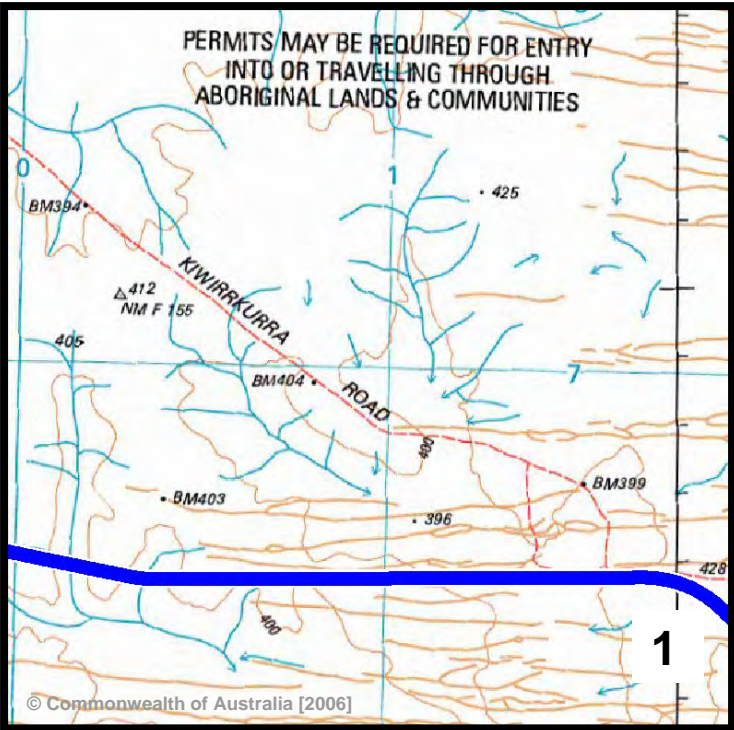 PERMITS MAY BE REQUIRED FOR ENTRY
INTO OR TRAVELLING THROUGH
ABORIGINAL LANDS & COMMUNITIES
0
1
425
BM394
KIWIRRKURRA
412
NM F 155
405
7
BM404
ROAD
400
BM399
BM403
396
428
400
1
© Commonwealth of Australia [2006]